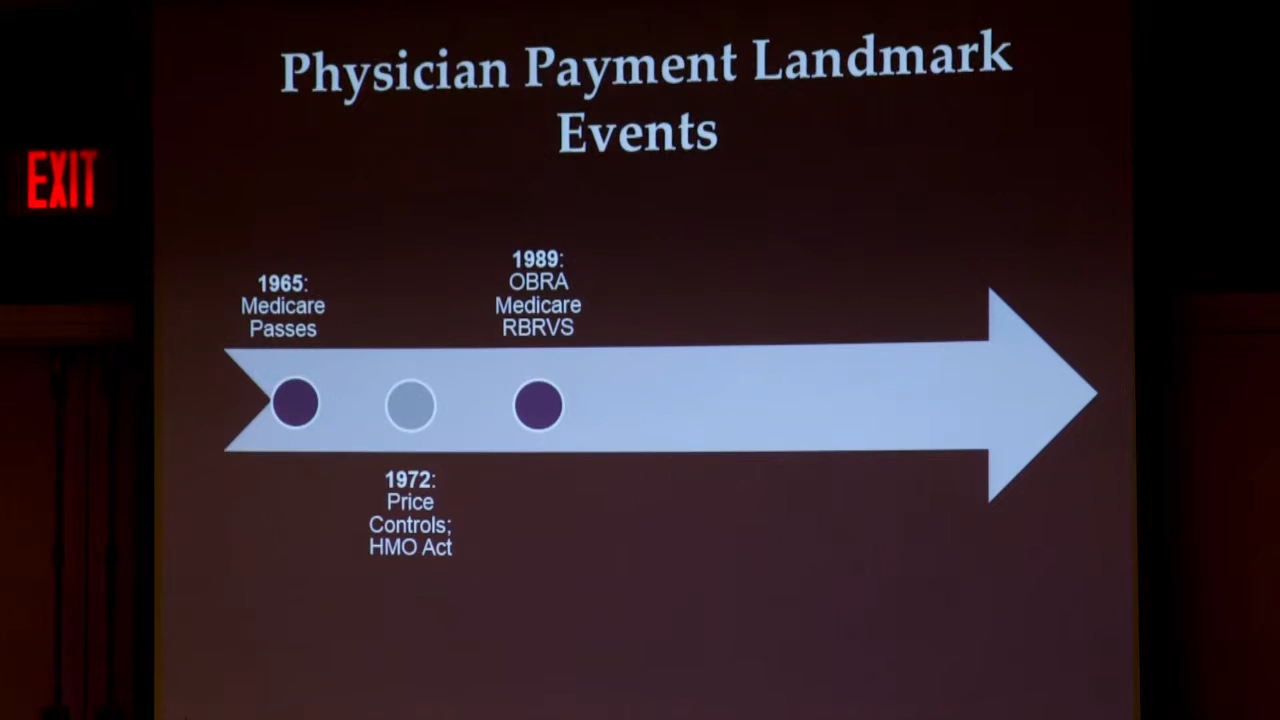 Physician Payment Landmark
Events
EXIT
1965:
Medicare
Passes
1989:
OBRA
Medicare
RBRVS
1972:
Price
Controls;
HMO Act